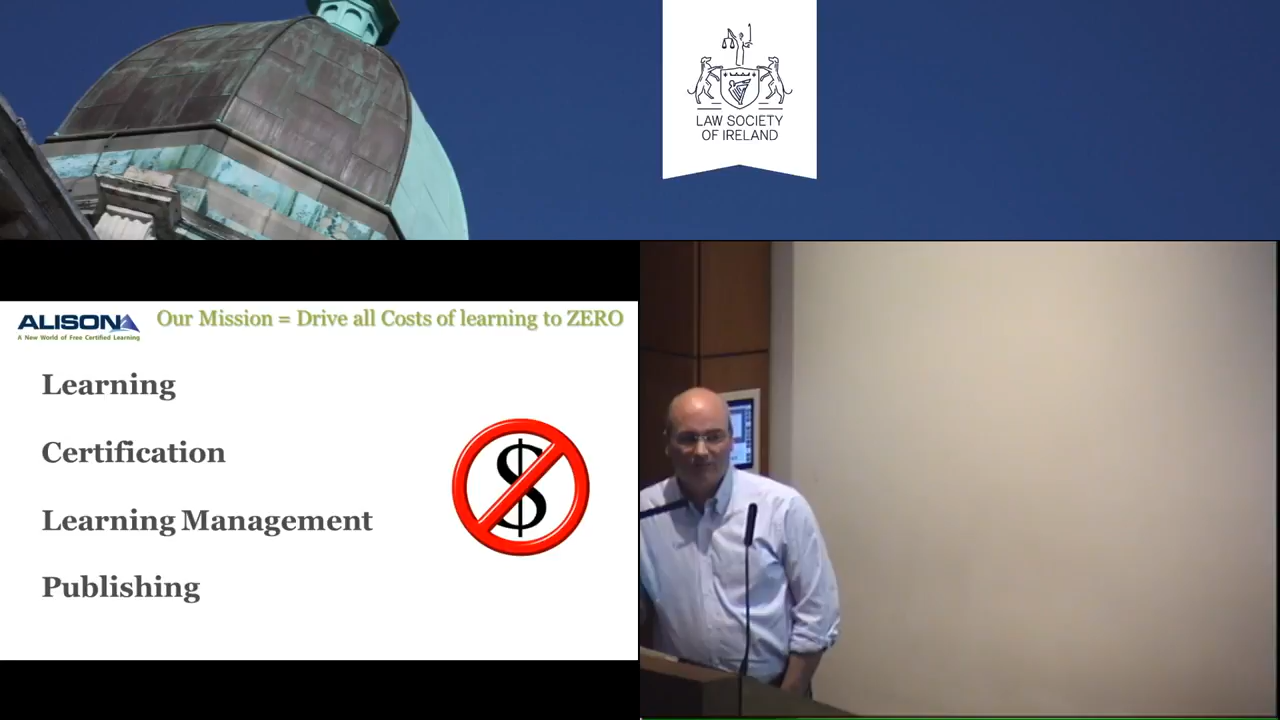 LAW SOCIETY
OF IRELAND
ALISON
A New World of Free Certified Learning
Our Mission = Drive all Costs of learning to ZERO
Learning
Certification
Learning Management
Publishing
$